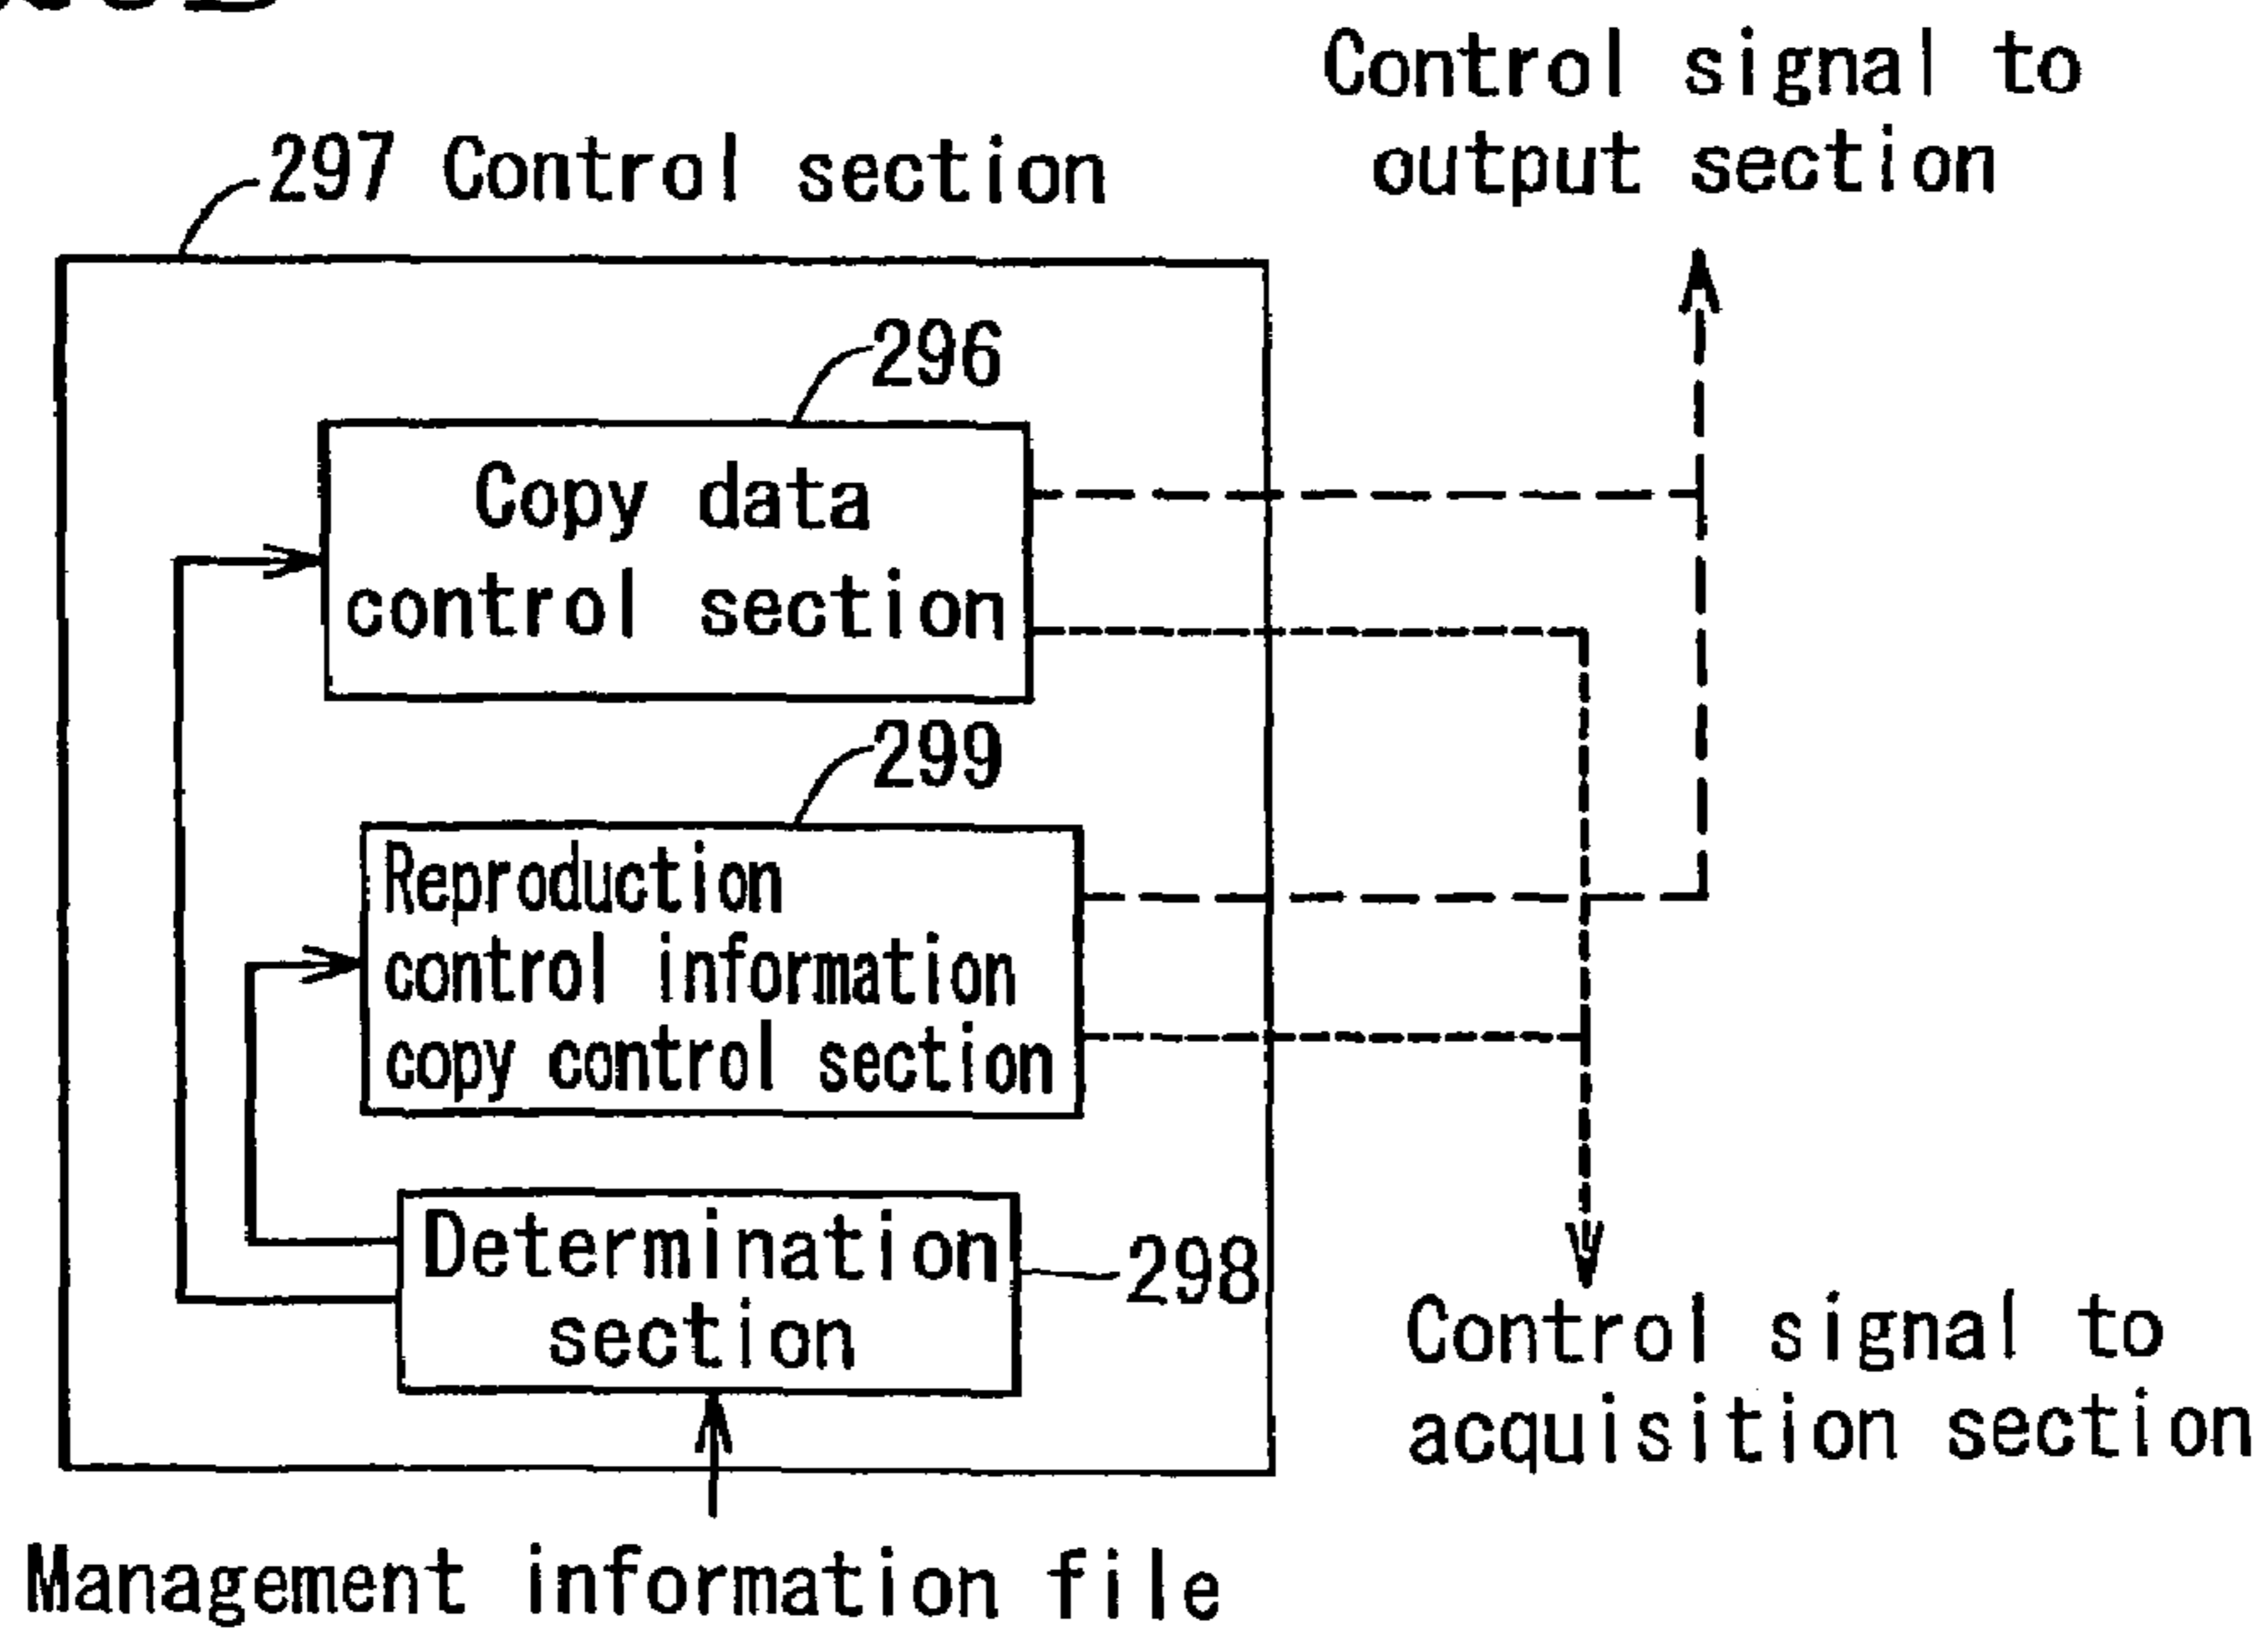 Control signal to
output section
297 Control section
296
Copy data
control section
299
Reproduction
control information
copy control section
Determination
section
298
Control signal to
acquisition section
Management information file